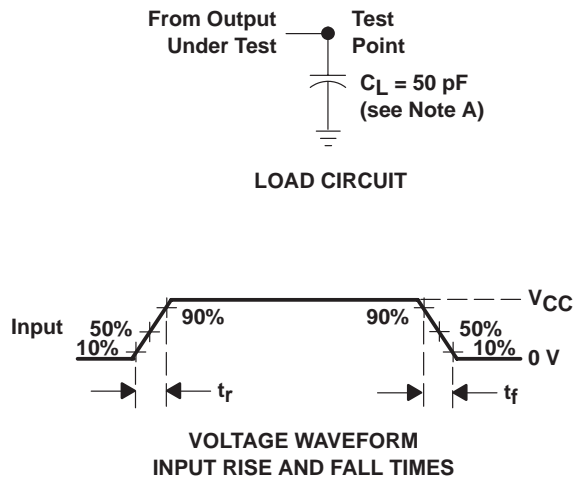 From Output
Under Test
Test
Point
CL = 50 pF
(see Note A)
LOAD CIRCUIT
Input
50%
10%
90%
90%
50%
10%
VCC
0 V
tr
tf
VOLTAGE WAVEFORM
INPUT RISE AND FALL TIMES